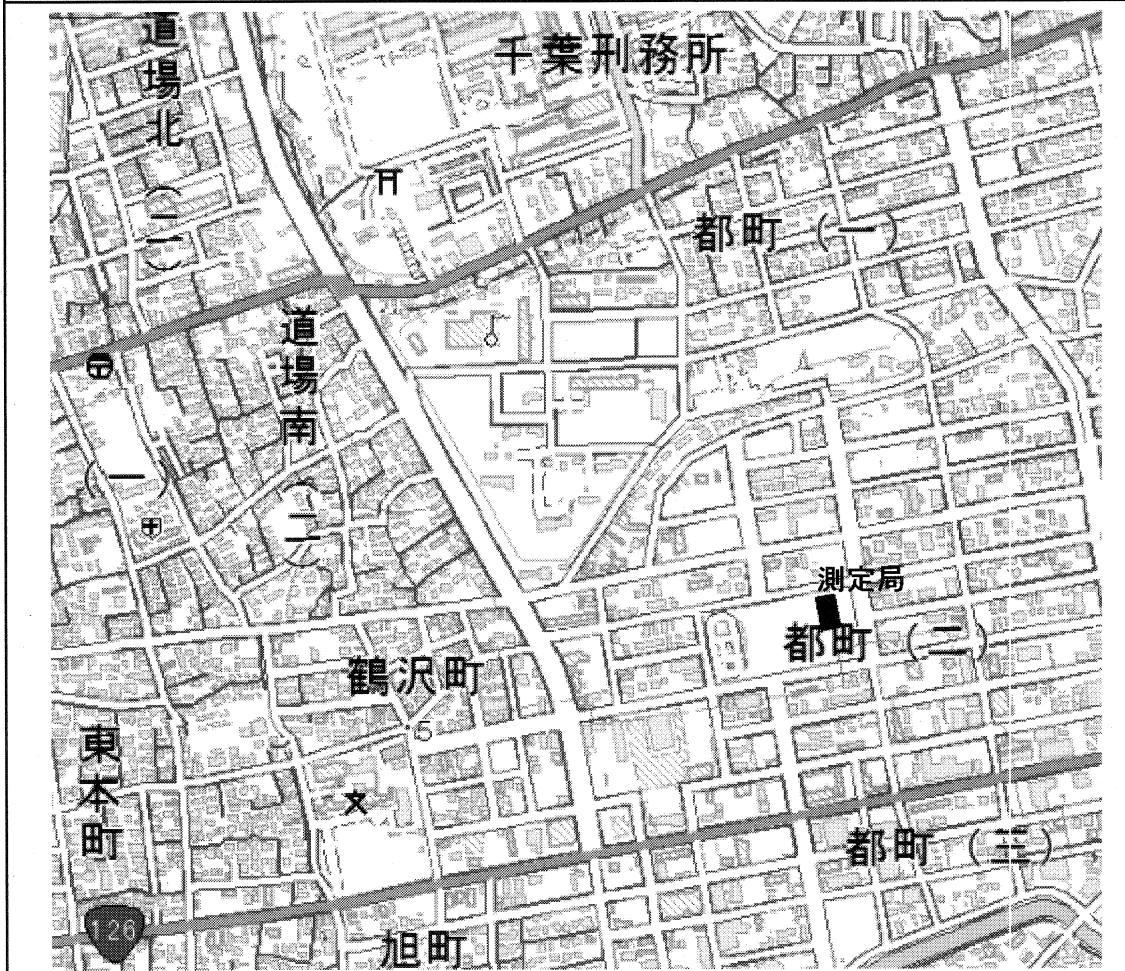 道場北
(二)
千葉刑務所
都町 (一)
道場南
(二)
(一)
測定局
都町 (二)
鶴沢町
5
東本町
都町 (三)
126
旭町